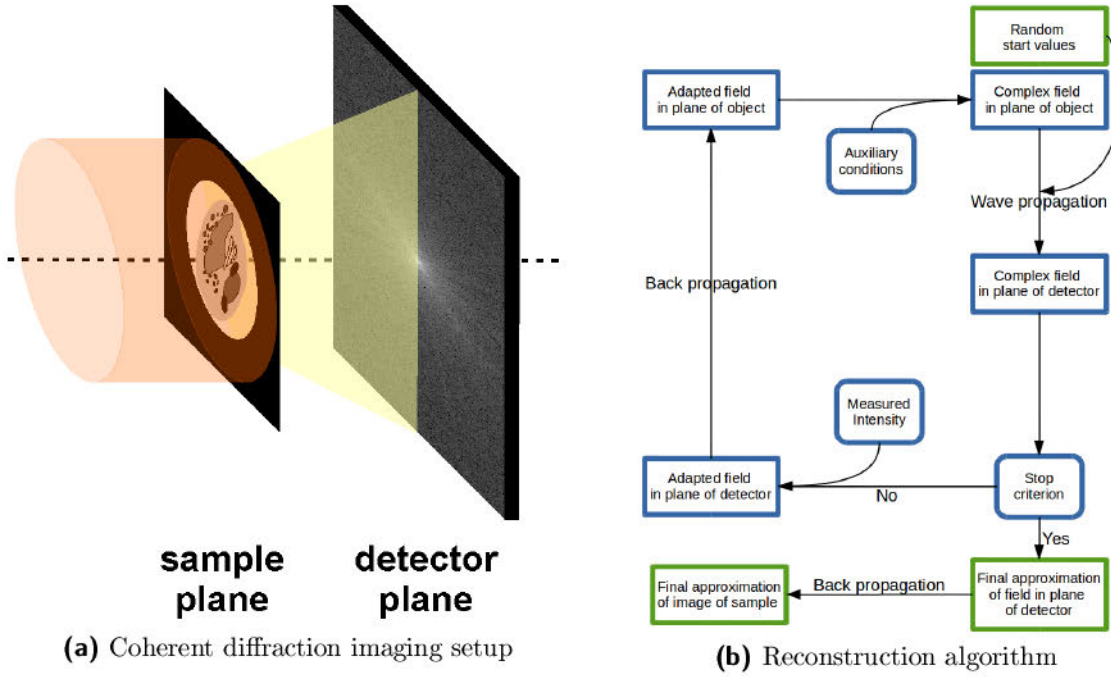 sample
plane
detector
plane
(a) Coherent diffraction imaging setup
Random
start values
Adapted field
in plane of object
Complex field
in plane of object
Auxiliary
conditions
Wave propagation
Back propagation
Complex field
in plane of detector
Measured
Intensity
Adapted field
in plane of detector
No
Stop
criterion
Yes
Final approximation
of image of sample
Back propagation
Final approximation
of field in plane
of detector
(b) Reconstruction algorithm